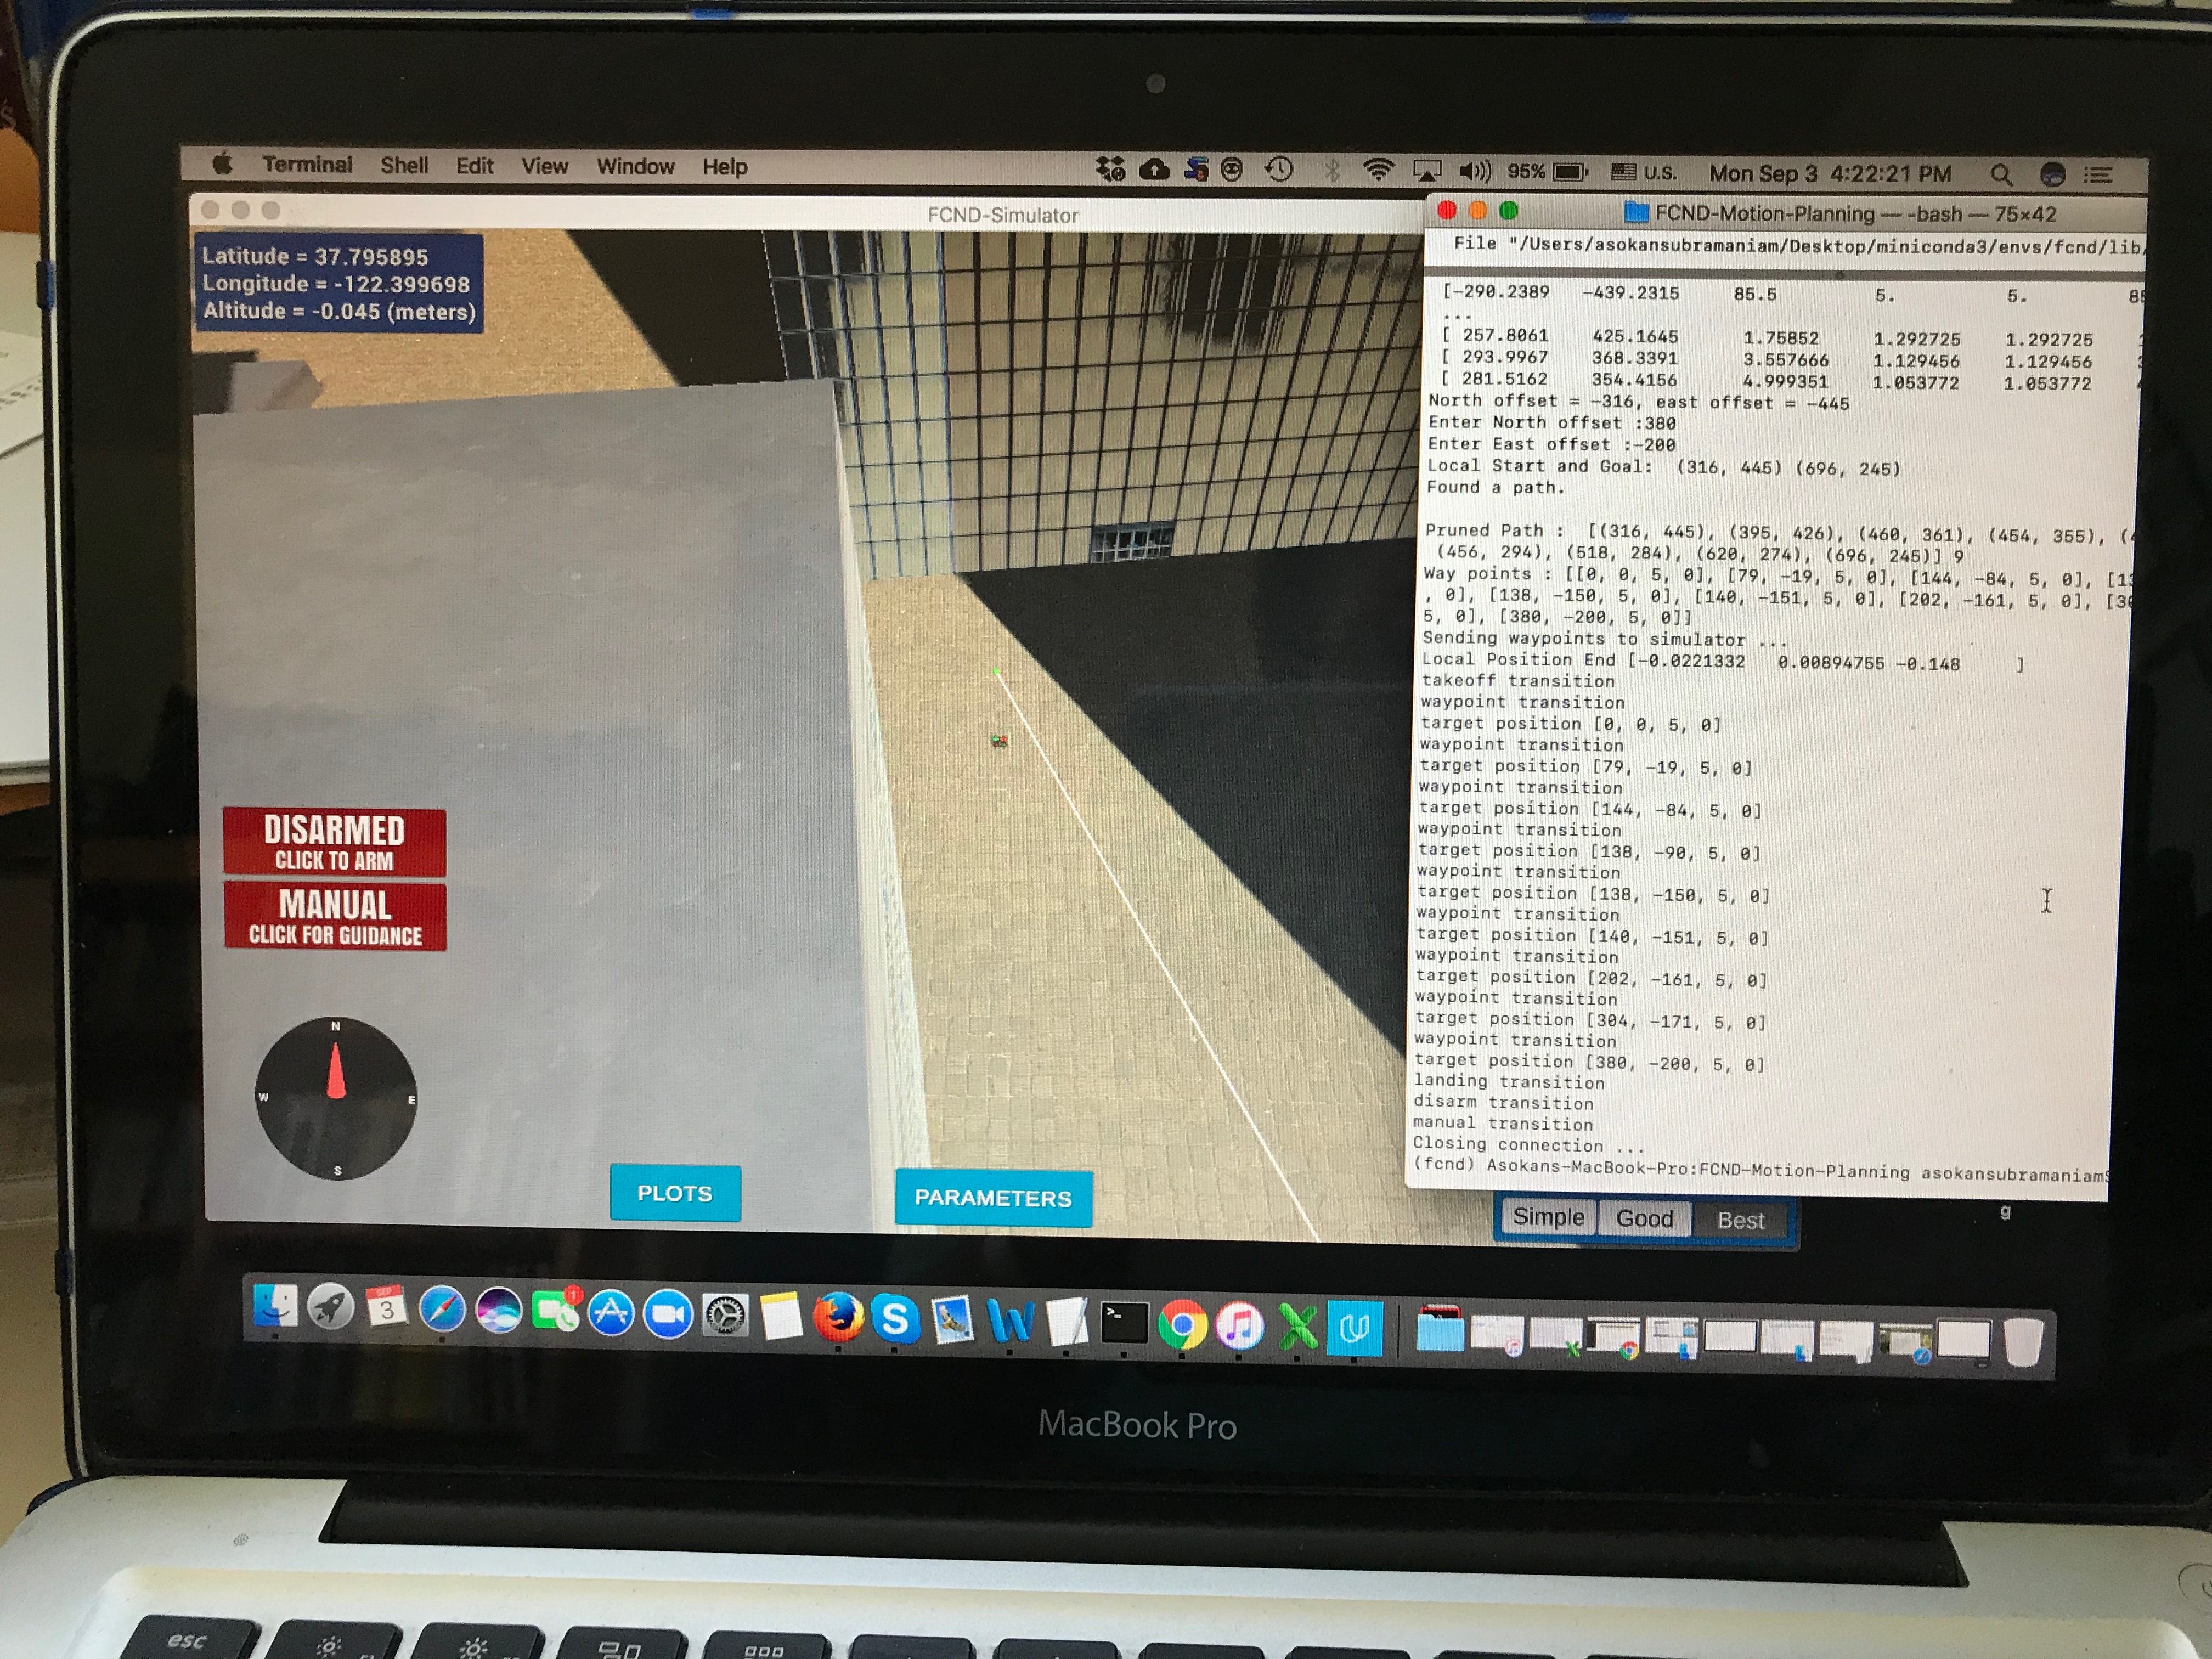 Terminal Shell Edit View Window Help 95% U.S. Mon Sep 3 4:22:21 PM
FCND-Simulator
Latitude = 37.795895
Longitude = -122.399698
Altitude = -0.045 (meters)
DISARMED
CLICK TO ARM
MANUAL
CLICK FOR GUIDANCE
N
W E
S
PLOTS
PARAMETERS
FCND-Motion-Planning — -bash — 75×42
File "/Users/asokansubramaniam/Desktop/miniconda3/envs/fcnd/lib/
[-290.2389 -439.2315 85.5 5. 5. 85
...
[ 257.8061 425.1645 1.75852 1.292725 1.292725
[ 293.9967 368.3391 3.557666 1.129456 1.129456
[ 281.5162 354.4156 4.999351 1.053772 1.053772
North offset = -316, east offset = -445
Enter North offset :380
Enter East offset :-200
Local Start and Goal: (316, 445) (696, 245)
Found a path.
Pruned Path : [(316, 445), (395, 426), (460, 361), (454, 355), (
(456, 294), (518, 284), (620, 274), (696, 245)] 9
Way points : [[0, 0, 5, 0], [79, -19, 5, 0], [144, -84, 5, 0], [13
, 0], [138, -150, 5, 0], [140, -151, 5, 0], [202, -161, 5, 0], [30
5, 0], [380, -200, 5, 0]]
Sending waypoints to simulator ...
Local Position End [-0.0221332 0.00894755 -0.148 ]
takeoff transition
waypoint transition
target position [0, 0, 5, 0]
waypoint transition
target position [79, -19, 5, 0]
waypoint transition
target position [144, -84, 5, 0]
waypoint transition
target position [138, -90, 5, 0]
waypoint transition
target position [138, -150, 5, 0]
waypoint transition
target position [140, -151, 5, 0]
waypoint transition
target position [202, -161, 5, 0]
waypoint transition
target position [304, -171, 5, 0]
waypoint transition
target position [380, -200, 5, 0]
landing transition
disarm transition
manual transition
Closing connection ...
(fcnd) Asokans-MacBook-Pro:FCND-Motion-Planning asokansubramaniam$
Simple Good Best
g
SEP
3
1
MacBook Pro
esc